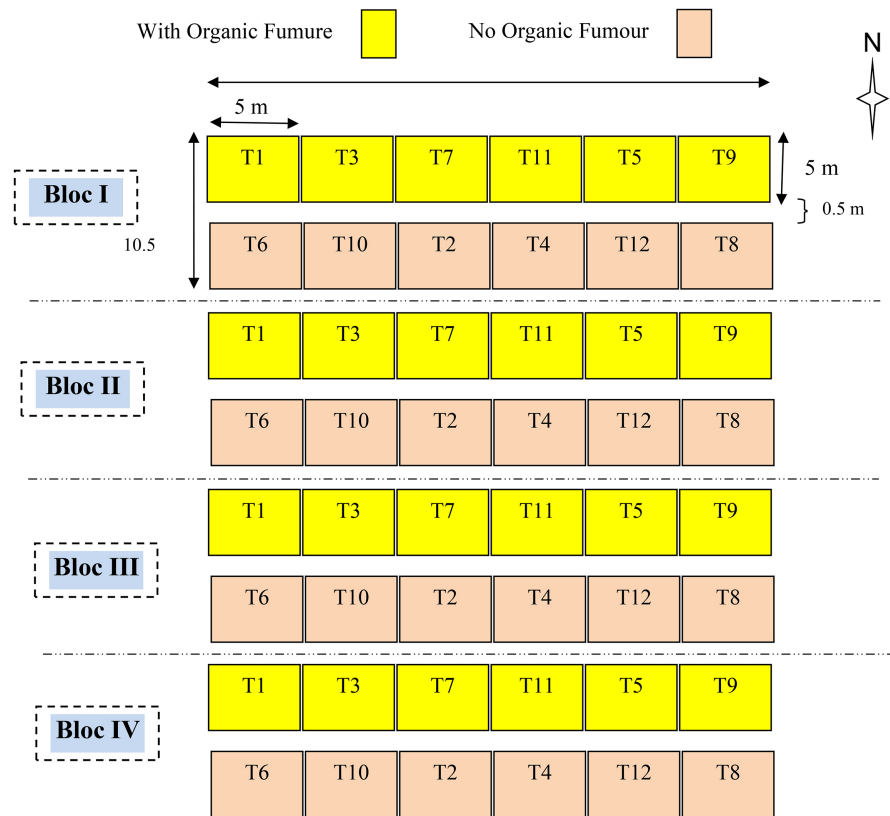 With Organic Fumure No Organic Fumour
N
5 m
T1 T3 T7 T11 T5 T9
5 m
Bloc I
0.5 m
10.5
T6 T10 T2 T4 T12 T8
T1 T3 T7 T11 T5 T9
Bloc II
T6 T10 T2 T4 T12 T8
T1 T3 T7 T11 T5 T9
Bloc III
T6 T10 T2 T4 T12 T8
T1 T3 T7 T11 T5 T9
Bloc IV
T6 T10 T2 T4 T12 T8